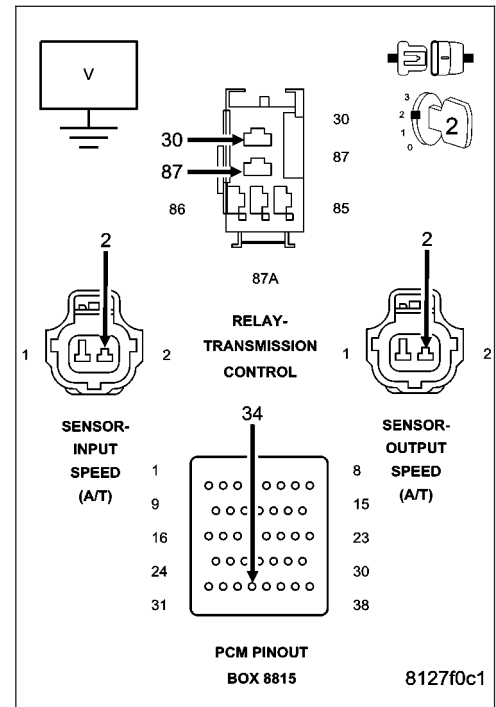 V
3
2
1
0
2
30
87
86
30
87
85
87A
2
1
2
SENSOR-
INPUT
SPEED
(A/T)
RELAY-
TRANSMISSION
CONTROL
2
1
2
SENSOR-
OUTPUT
SPEED
(A/T)
34
1
9
16
24
31
8
15
23
30
38
PCM PINOUT
BOX 8815
8127f0c1